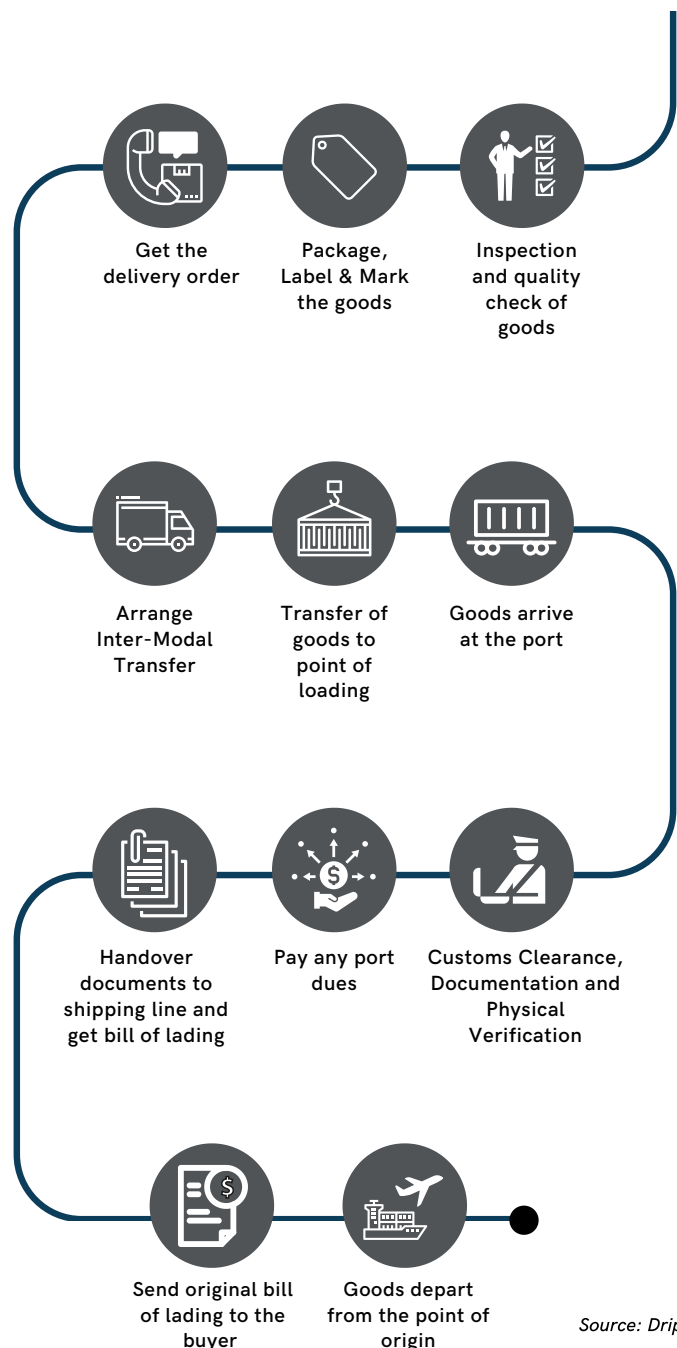 Get the
delivery order
Package,
Label & Mark
the goods
Inspection
and quality
check of
goods
Arrange
Inter-Modal
Transfer
Transfer of
goods to
point of
loading
Goods arrive
at the port
Handover
documents to
shipping line and
get bill of lading
Pay any port
dues
Customs Clearance,
Documentation and
Physical
Verification
$
$
Send original bill
of lading to the
buyer
Goods depart
from the point of
origin
Source: